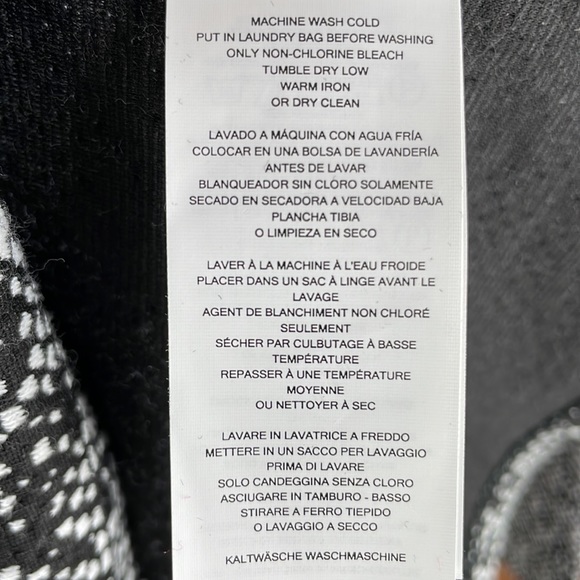 MACHINE WASH COLD
PUT IN LAUNDRY BAG BEFORE WASHING
ONLY NON-CHLORINE BLEACH
TUMBLE DRY LOW
WARM IRON
OR DRY CLEAN
LAVADO A MÁQUINA CON AGUA FRÍA
COLOCAR EN UNA BOLSA DE LAVANDERÍA
ANTES DE LAVAR
BLANQUEADOR SIN CLORO SOLAMENTE
SECADO EN SECADORA A VELOCIDAD BAJA
PLANCHA TIBIA
O LIMPIEZA EN SECO
LAVER À LA MACHINE À L'EAU FROIDE
PLACER DANS UN SAC À LINGE AVANT LE
LAVAGE
AGENT DE BLANCHIMENT NON CHLORÉ
SEULEMENT
SÉCHER PAR CULBUTAGE À BASSE
TEMPÉRATURE
REPASSER À UNE TEMPÉRATURE
MOYENNE
OU NETTOYER À SEC
LAVARE IN LAVATRICE A FREDDO
METTERE IN UN SACCO PER LAVAGGIO
PRIMA DI LAVARE
SOLO CANDEGGINA SENZA CLORO
ASCIUGARE IN TAMBURO - BASSO
STIRARE A FERRO TIEPIDO
O LAVAGGIO A SECCO
KALTWÄSCHE WASCHMASCHINE